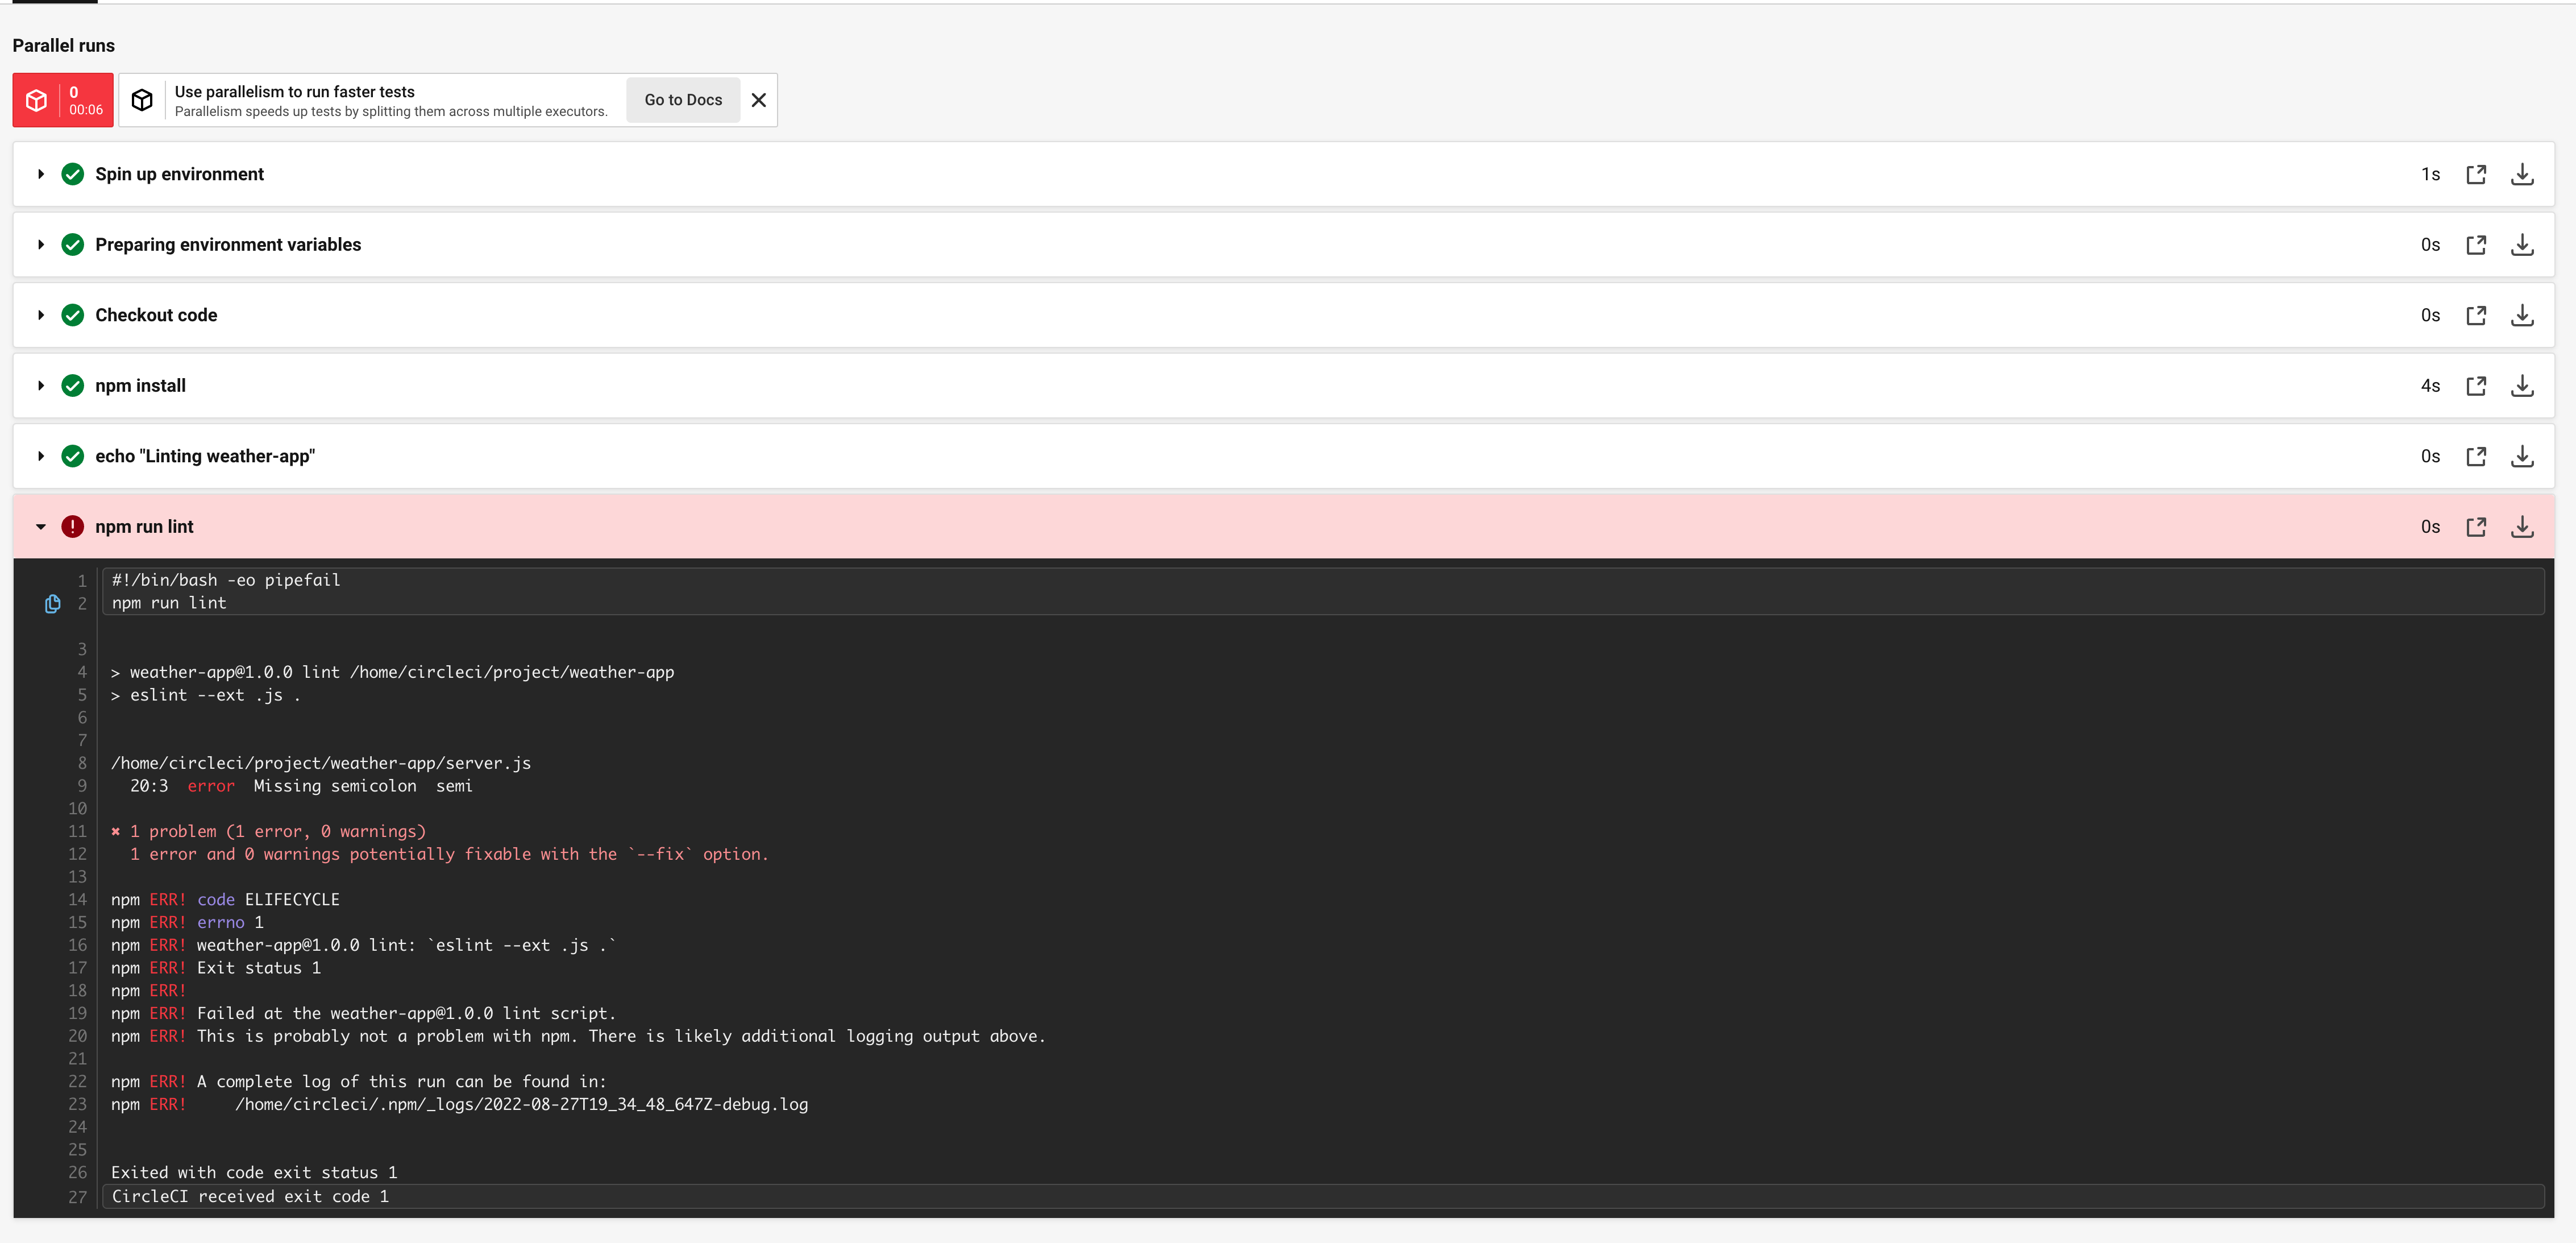 Parallel runs
0
00:06
Use parallelism to run faster tests
Parallelism speeds up tests by splitting them across multiple executors.
Go to Docs
Spin up environment 1s
Preparing environment variables 0s
Checkout code 0s
npm install 4s
echo "Linting weather-app" 0s
npm run lint 0s
1 #!/bin/bash -eo pipefail
2 npm run lint
3
4 > weather-app@1.0.0 lint /home/circleci/project/weather-app
5 > eslint --ext .js .
6
7
8 /home/circleci/project/weather-app/server.js
9 20:3 error Missing semicolon semi
10
11 ✖ 1 problem (1 error, 0 warnings)
12 1 error and 0 warnings potentially fixable with the `--fix` option.
13
14 npm ERR! code ELIFECYCLE
15 npm ERR! errno 1
16 npm ERR! weather-app@1.0.0 lint: `eslint --ext .js .`
17 npm ERR! Exit status 1
18 npm ERR!
19 npm ERR! Failed at the weather-app@1.0.0 lint script.
20 npm ERR! This is probably not a problem with npm. There is likely additional logging output above.
21
22 npm ERR! A complete log of this run can be found in:
23 npm ERR! /home/circleci/.npm/_logs/2022-08-27T19_34_48_647Z-debug.log
24
25
26 Exited with code exit status 1
27 CircleCI received exit code 1